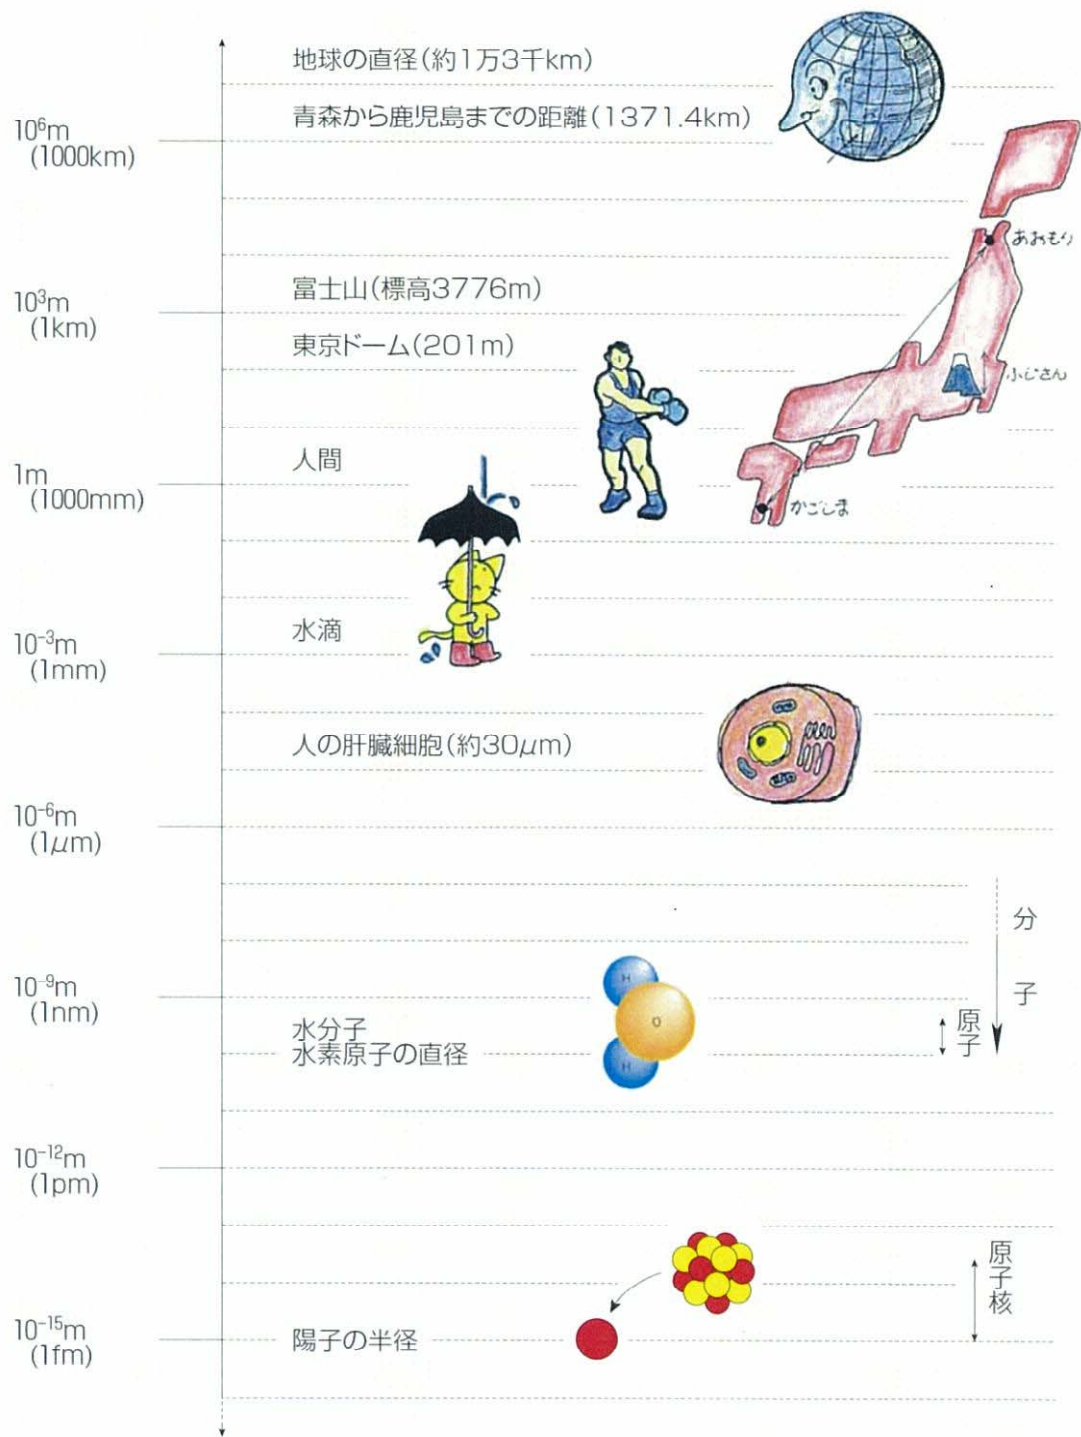 地球の直径(約1万3千km)
青森から鹿児島までの距離(1371.4km)
10⁶m
(1000km)
あおもり
富士山(標高3776m)
10³m
(1km)
東京ドーム(201m)
ふじさん
人間
1m
(1000mm)
かごしま
水滴
10⁻³m
(1mm)
人の肝臓細胞(約30μm)
10⁻⁶m
(1μm)
分子
10⁻⁹m
(1nm)
H
O
H
水分子
水素原子の直径
原子
10⁻¹²m
(1pm)
原子核
10⁻¹⁵m
(1fm)
陽子の半径